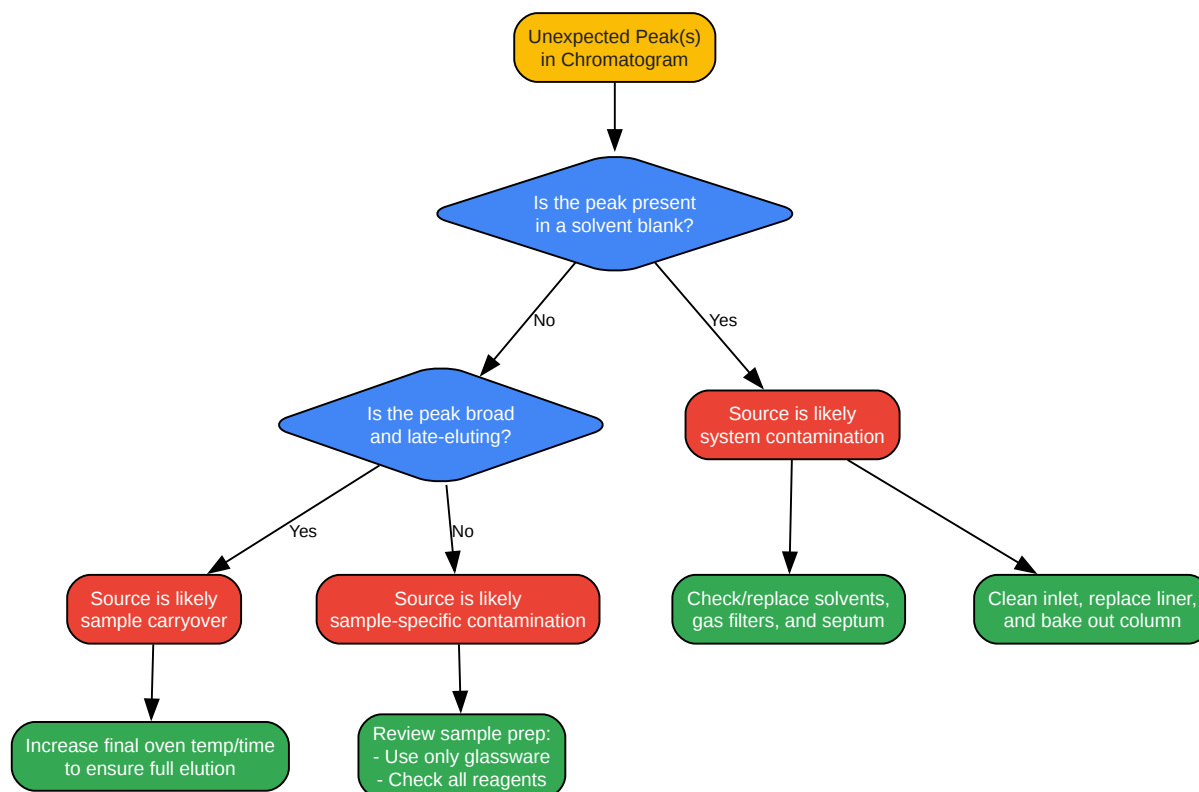 Unexpected Peak(s)
in Chromatogram
Is the peak present
in a solvent blank?
No
Yes
Is the peak broad
and late-eluting?
Source is likely
system contamination
Yes
No
Source is likely
sample carryover
Source is likely
sample-specific contamination
Check/replace solvents,
gas filters, and septum
Clean inlet, replace liner,
and bake out column
Increase final oven temp/time
to ensure full elution
Review sample prep:
- Use only glassware
- Check all reagents